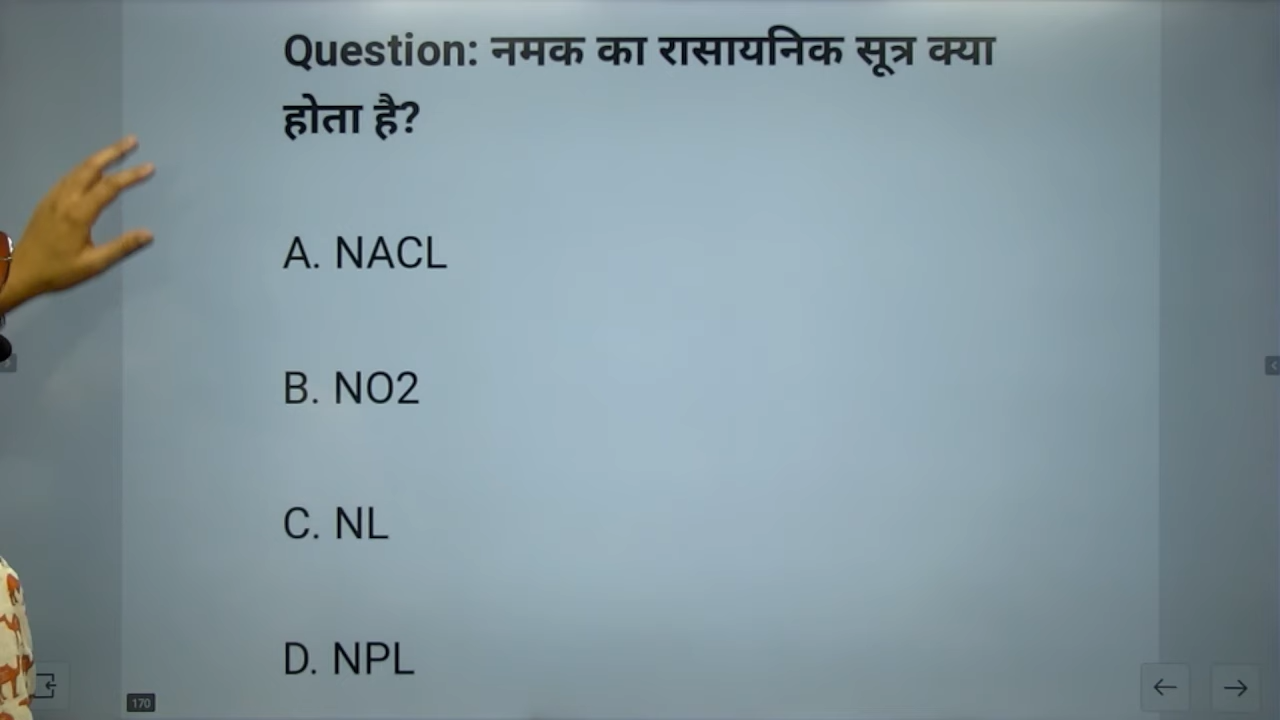 Question: नमक का रासायनिक सूत्र क्या
होता है?
A. NACL
B. NO2
C. NL
D. NPL
170